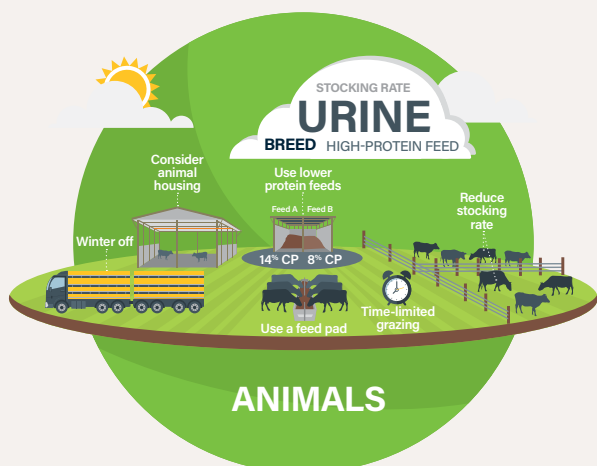 STOCKING RATE
URINE
BREED HIGH-PROTEIN FEED
Consider
animal
housing
Use lower
protein feeds
Feed A Feed B
Reduce
stocking
rate
Winter off
14% CP 8% CP
Time-limited
grazing
Use a feed pad
ANIMALS